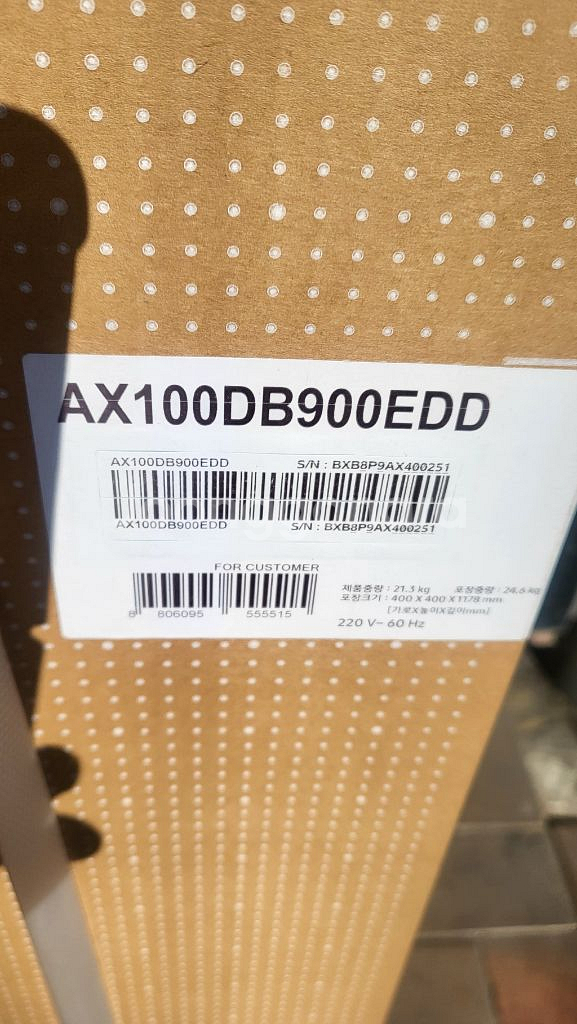 AX100DB900EDD
AX100DB900EDD S/N : BXB8P9AX400251
AX100DB900EDD S/N : BXB8P9AX400251
FOR CUSTOMER
8 806095 555515
제품중량 : 21.3 kg 포장중량 : 24.6 kg
포장크기 : 400 X 400 X 1178 mm
[가로X높이X깊이mm]
220 V~ 60 Hz